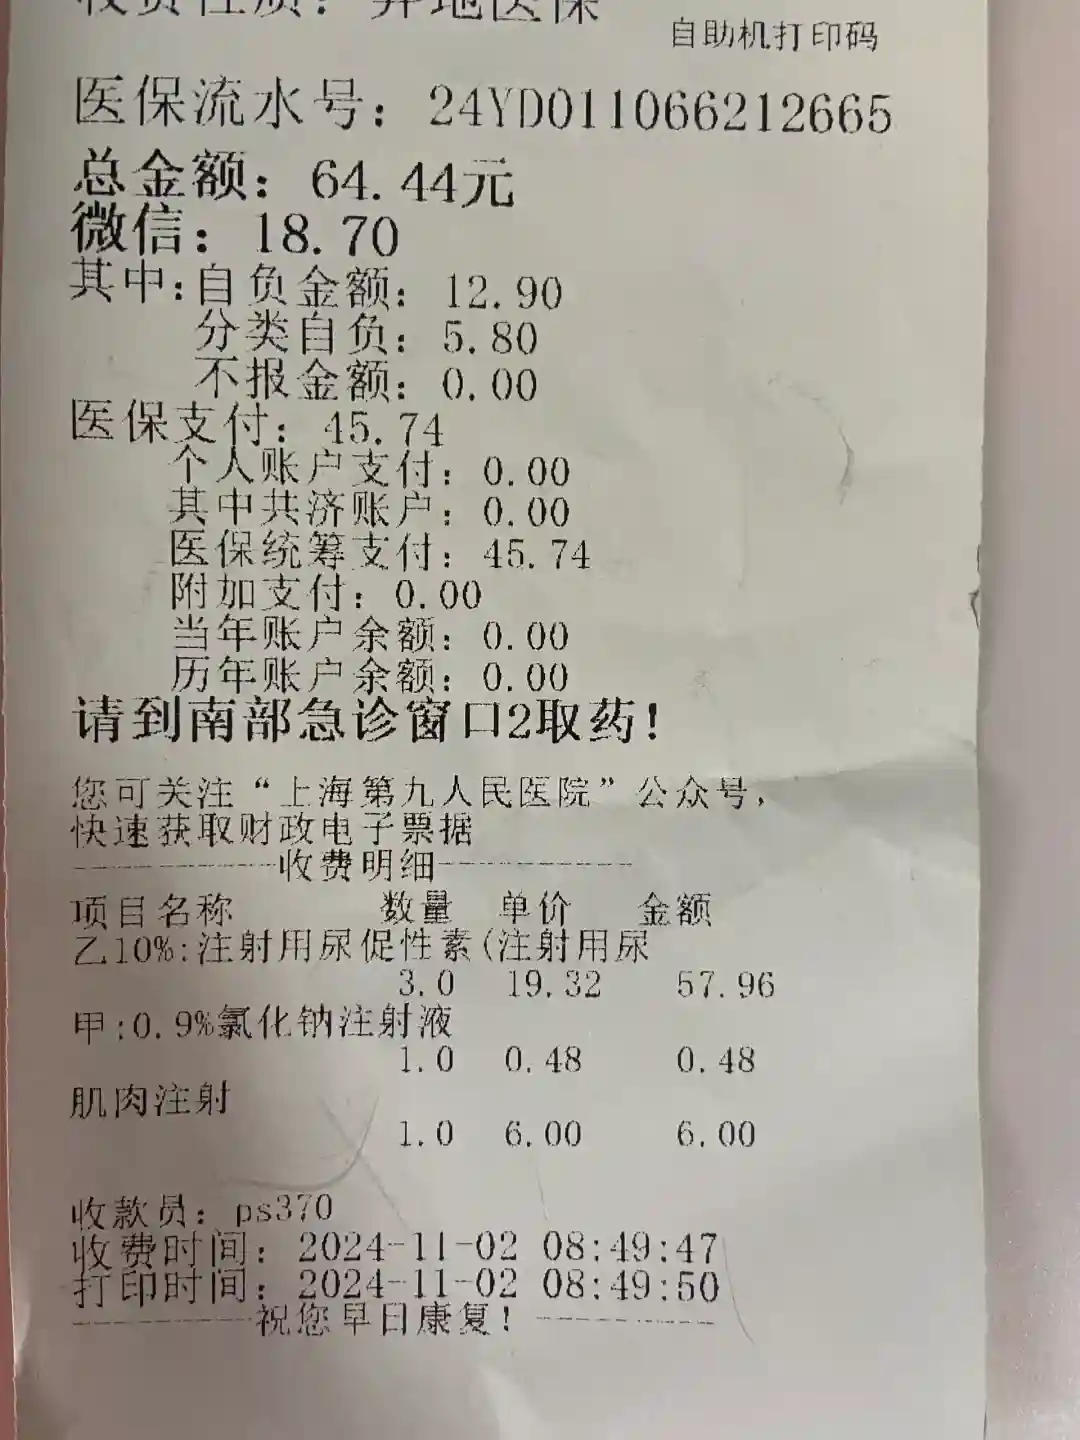 收费性质：异地医保
自助机打印码
医保流水号：24YD011066212665
总金额：64.44元
微信：18.70
其中:自负金额：12.90
分类自负：5.80
不报金额：0.00
医保支付：45.74
个人账户支付：0.00
其中共济账户：0.00
医保统筹支付：45.74
附加支付：0.00
当年账户余额：0.00
历年账户余额：0.00
请到南部急诊窗口2取药！
您可关注“上海第九人民医院”公众号，
快速获取财政电子票据
----------收费明细----------
项目名称 数量 单价 金额
乙10%:注射用尿促性素(注射用尿
3.0 19.32 57.96
甲:0.9%氯化钠注射液
1.0 0.48 0.48
肌肉注射
1.0 6.00 6.00
收款员：ps370
收费时间：2024-11-02 08:49:47
打印时间：2024-11-02 08:49:50
----------祝您早日康复！----------